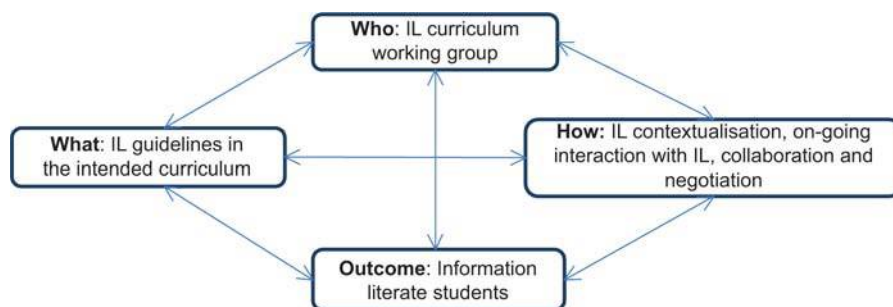 Who: IL curriculum
working group
What: IL guidelines in
the intended curriculum
How: IL contextualisation, on-going
interaction with IL, collaboration and
negotiation
Outcome: Information
literate students